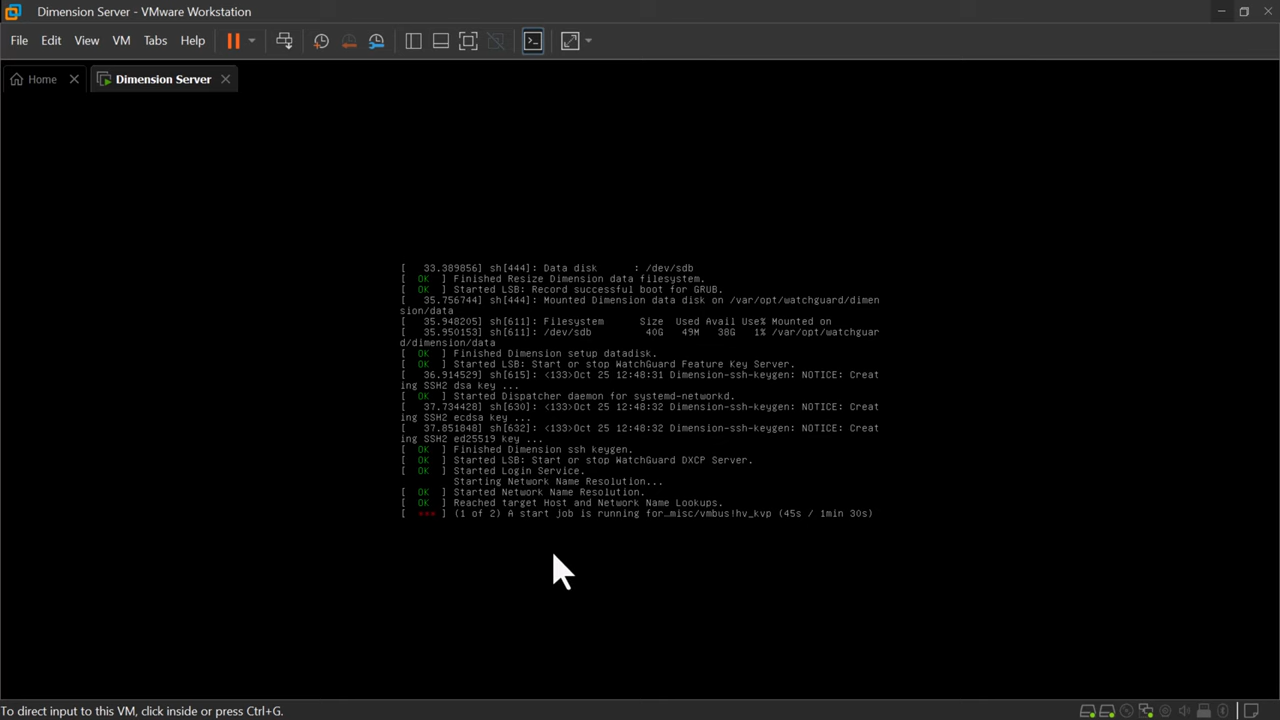 Dimension Server - VMware Workstation
File Edit View VM Tabs Help
Home Dimension Server
[   33.389856] sh[444]: Data disk      : /dev/sdb
[  OK  ] Finished Resize Dimension data filesystem.
[  OK  ] Started LSB: Record successful boot for GRUB.
[   35.756744] sh[444]: Mounted Dimension data disk on /var/opt/watchguard/dimen
sion/data
[   35.948205] sh[611]: Filesystem      Size  Used Avail Use% Mounted on
[   35.950153] sh[611]: /dev/sdb         40G   49M   38G   1% /var/opt/watchguar
d/dimension/data
[  OK  ] Finished Dimension setup datadisk.
[  OK  ] Started LSB: Start or stop WatchGuard Feature Key Server.
[   36.914529] sh[615]: <133>Oct 25 12:48:31 Dimension-ssh-keygen: NOTICE: Creat
ing SSH2 dsa key ...
[  OK  ] Started Dispatcher daemon for systemd-networkd.
[   37.734428] sh[630]: <133>Oct 25 12:48:32 Dimension-ssh-keygen: NOTICE: Creat
ing SSH2 ecdsa key ...
[   37.851848] sh[632]: <133>Oct 25 12:48:32 Dimension-ssh-keygen: NOTICE: Creat
ing SSH2 ed25519 key ...
[  OK  ] Finished Dimension ssh keygen.
[  OK  ] Started LSB: Start or stop WatchGuard DXCP Server.
[  OK  ] Started Login Service.
Starting Network Name Resolution...
[  OK  ] Started Network Name Resolution.
[  OK  ] Reached target Host and Network Name Lookups.
[  *** ] (1 of 2) A start job is running for…misc/vmbus!hv_kvp (45s / 1min 30s)
To direct input to this VM, click inside or press Ctrl+G.